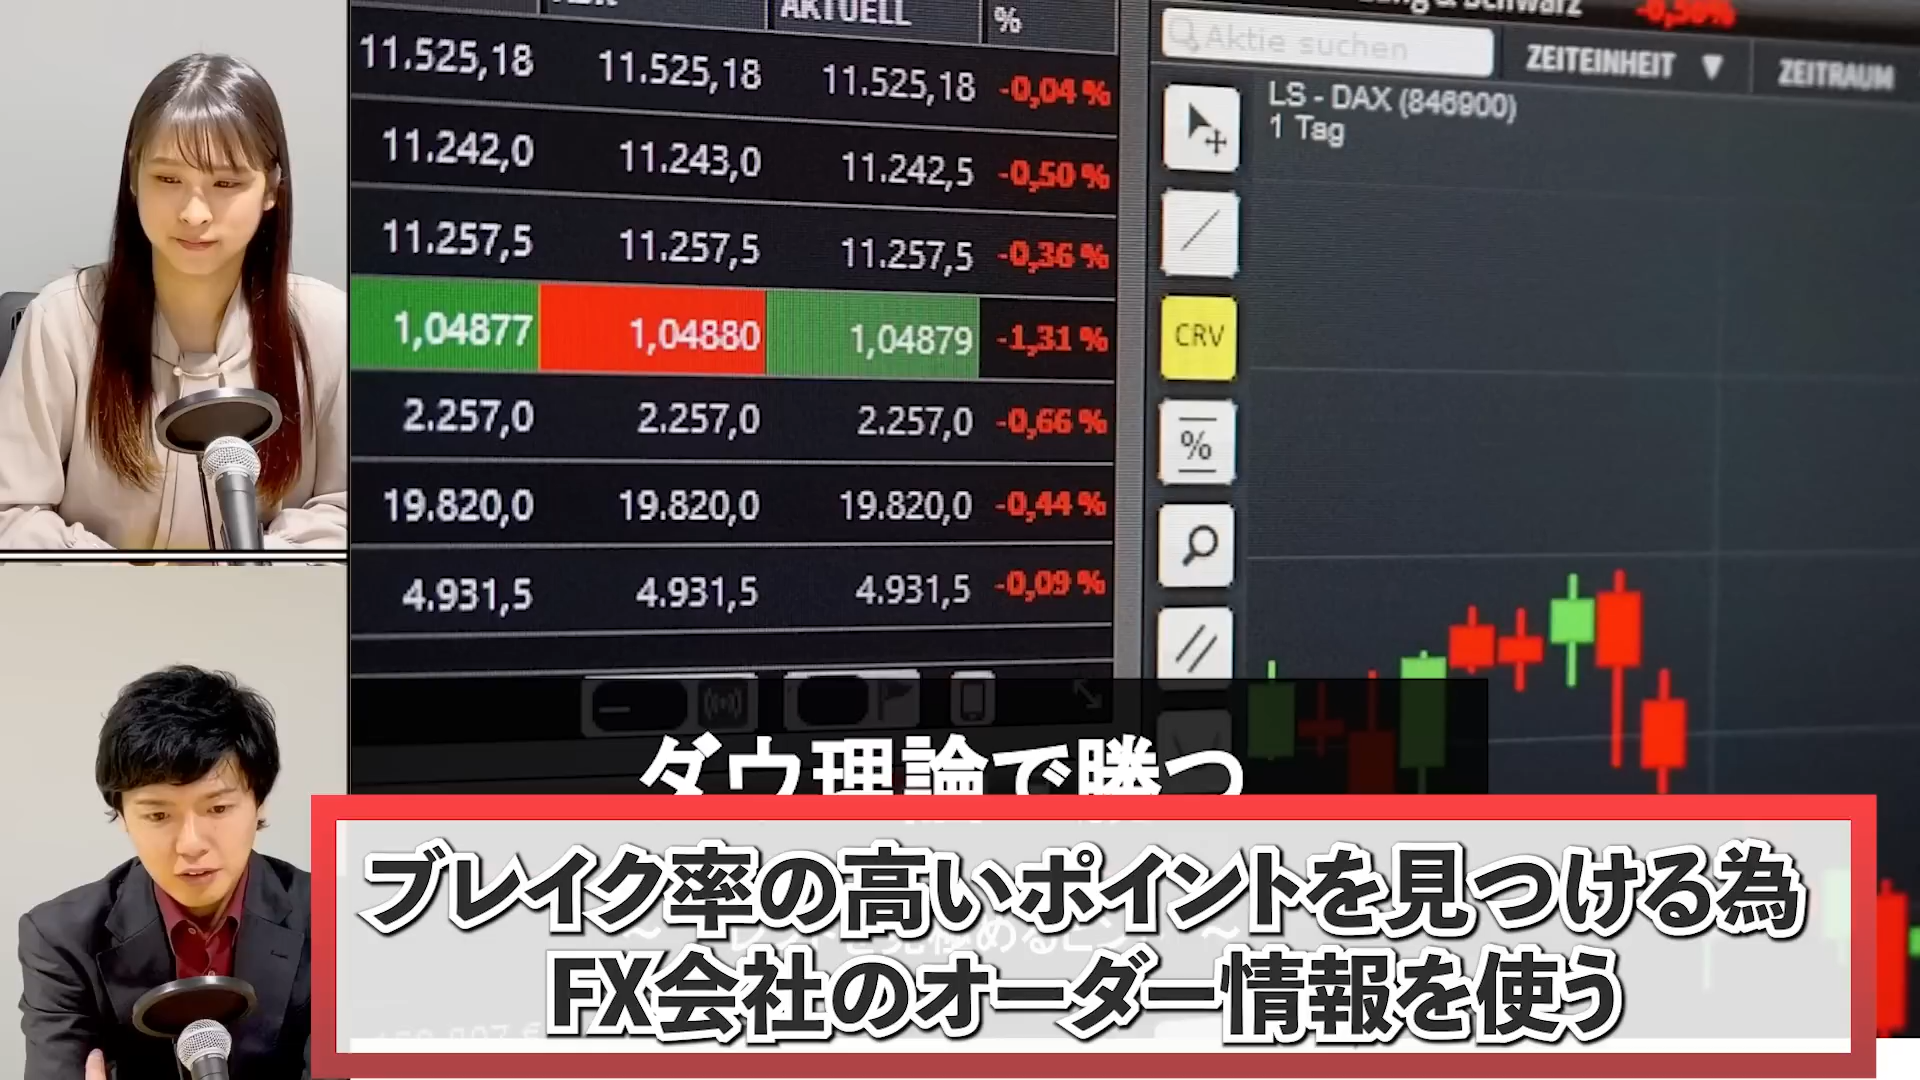 AKTUELL
%
11.525,18 11.525,18 11.525,18 -0,04 %
11.242,0 11.243,0 11.242,5 -0,50 %
11.257,5 11.257,5 11.257,5 -0,36 %
1,04877 1,04880 1,04879 -1,31 %
2.257,0 2.257,0 2.257,0 -0,66 %
19.820,0 19.820,0 19.820,0 -0,44 %
4.931,5 4.931,5 4.931,5 -0,09 %
-0,50%
Aktie suchen
ZEITEINHEIT ▼ ZEITRAUM
LS - DAX (846900)
1 Tag
CRV
%
ダウ理論で勝つ
ブレイク率の高いポイントを見つける為
FX会社のオーダー情報を使う